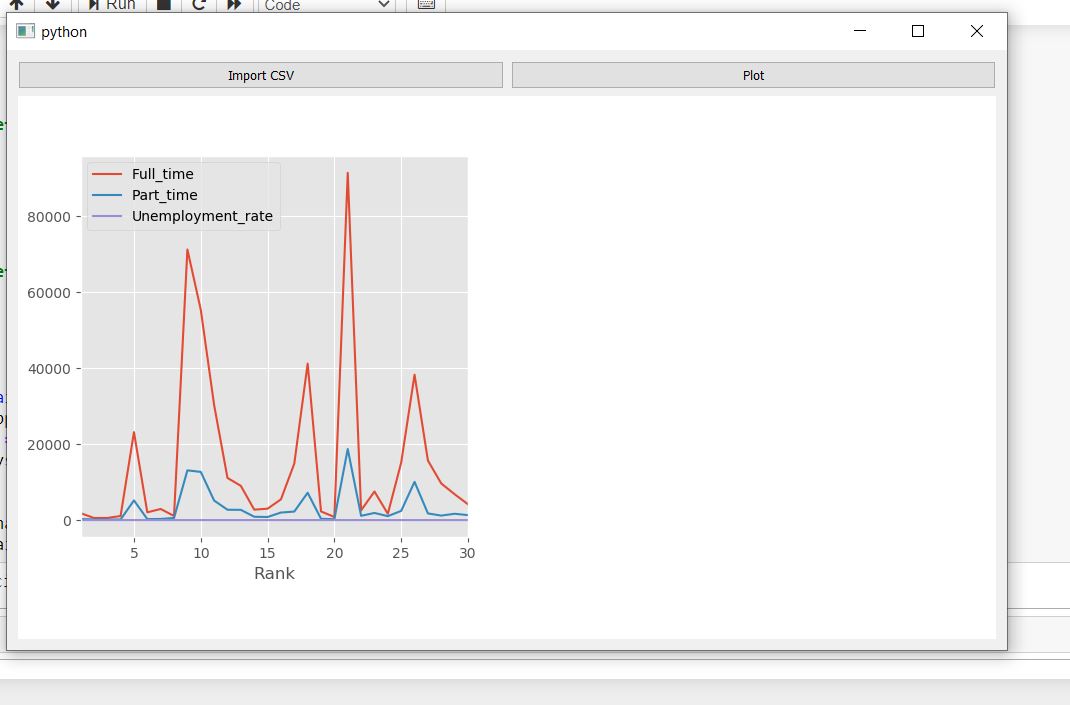 Run
Code
python
Import CSV
Plot
Full_time
Part_time
Unemployment_rate
80000
60000
40000
20000
0
5 10 15 20 25 30
Rank